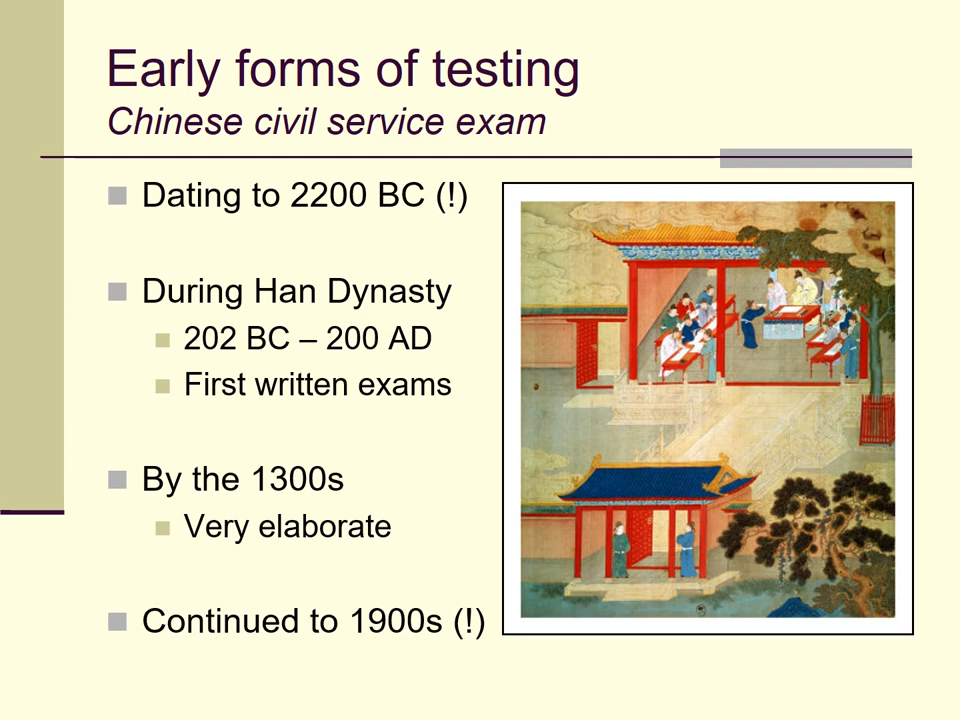 Early forms of testing
Chinese civil service exam
Dating to 2200 BC (!)
During Han Dynasty
202 BC – 200 AD
First written exams
By the 1300s
Very elaborate
Continued to 1900s (!)